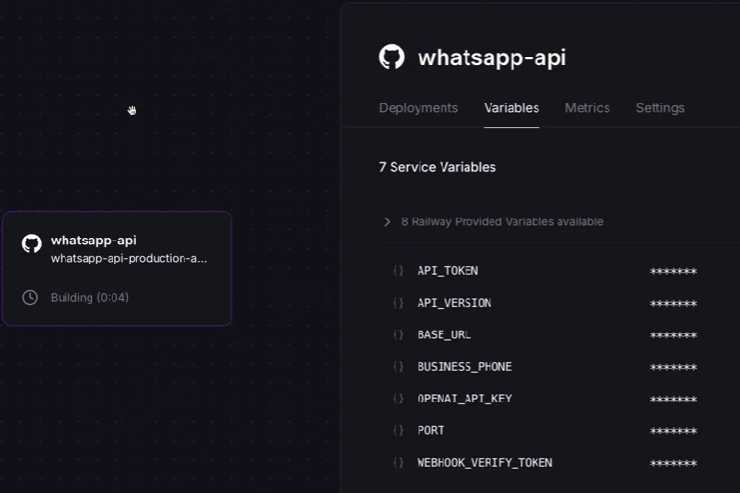 whatsapp-api
Deployments Variables Metrics Settings
7 Service Variables
8 Railway Provided Variables available
whatsapp-api
whatsapp-api-production-a...
Building (0:04)
{} API_TOKEN *******
{} API_VERSION *******
{} BASE_URL *******
{} BUSINESS_PHONE *******
{} OPENAI_API_KEY *******
{} PORT *******
{} WEBHOOK_VERIFY_TOKEN *******